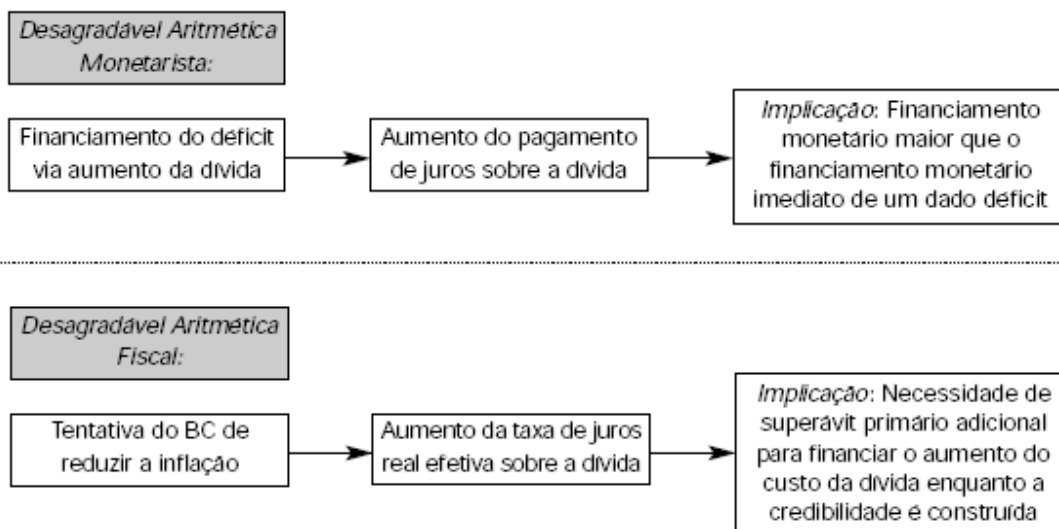 Desagradável Aritmética
Monetarista:
Financiamento do déficit
via aumento da dívida
Aumento do pagamento
de juros sobre a dívida
Implicação: Financiamento
monetário maior que o
financiamento monetário
imediato de um dado déficit
Desagradável Aritmética
Fiscal:
Tentativa do BC de
reduzir a inflação
Aumento da taxa de juros
real efetiva sobre a dívida
Implicação: Necessidade de
superávit primário adicional
para financiar o aumento do
custo da dívida enquanto a
credibilidade é construída